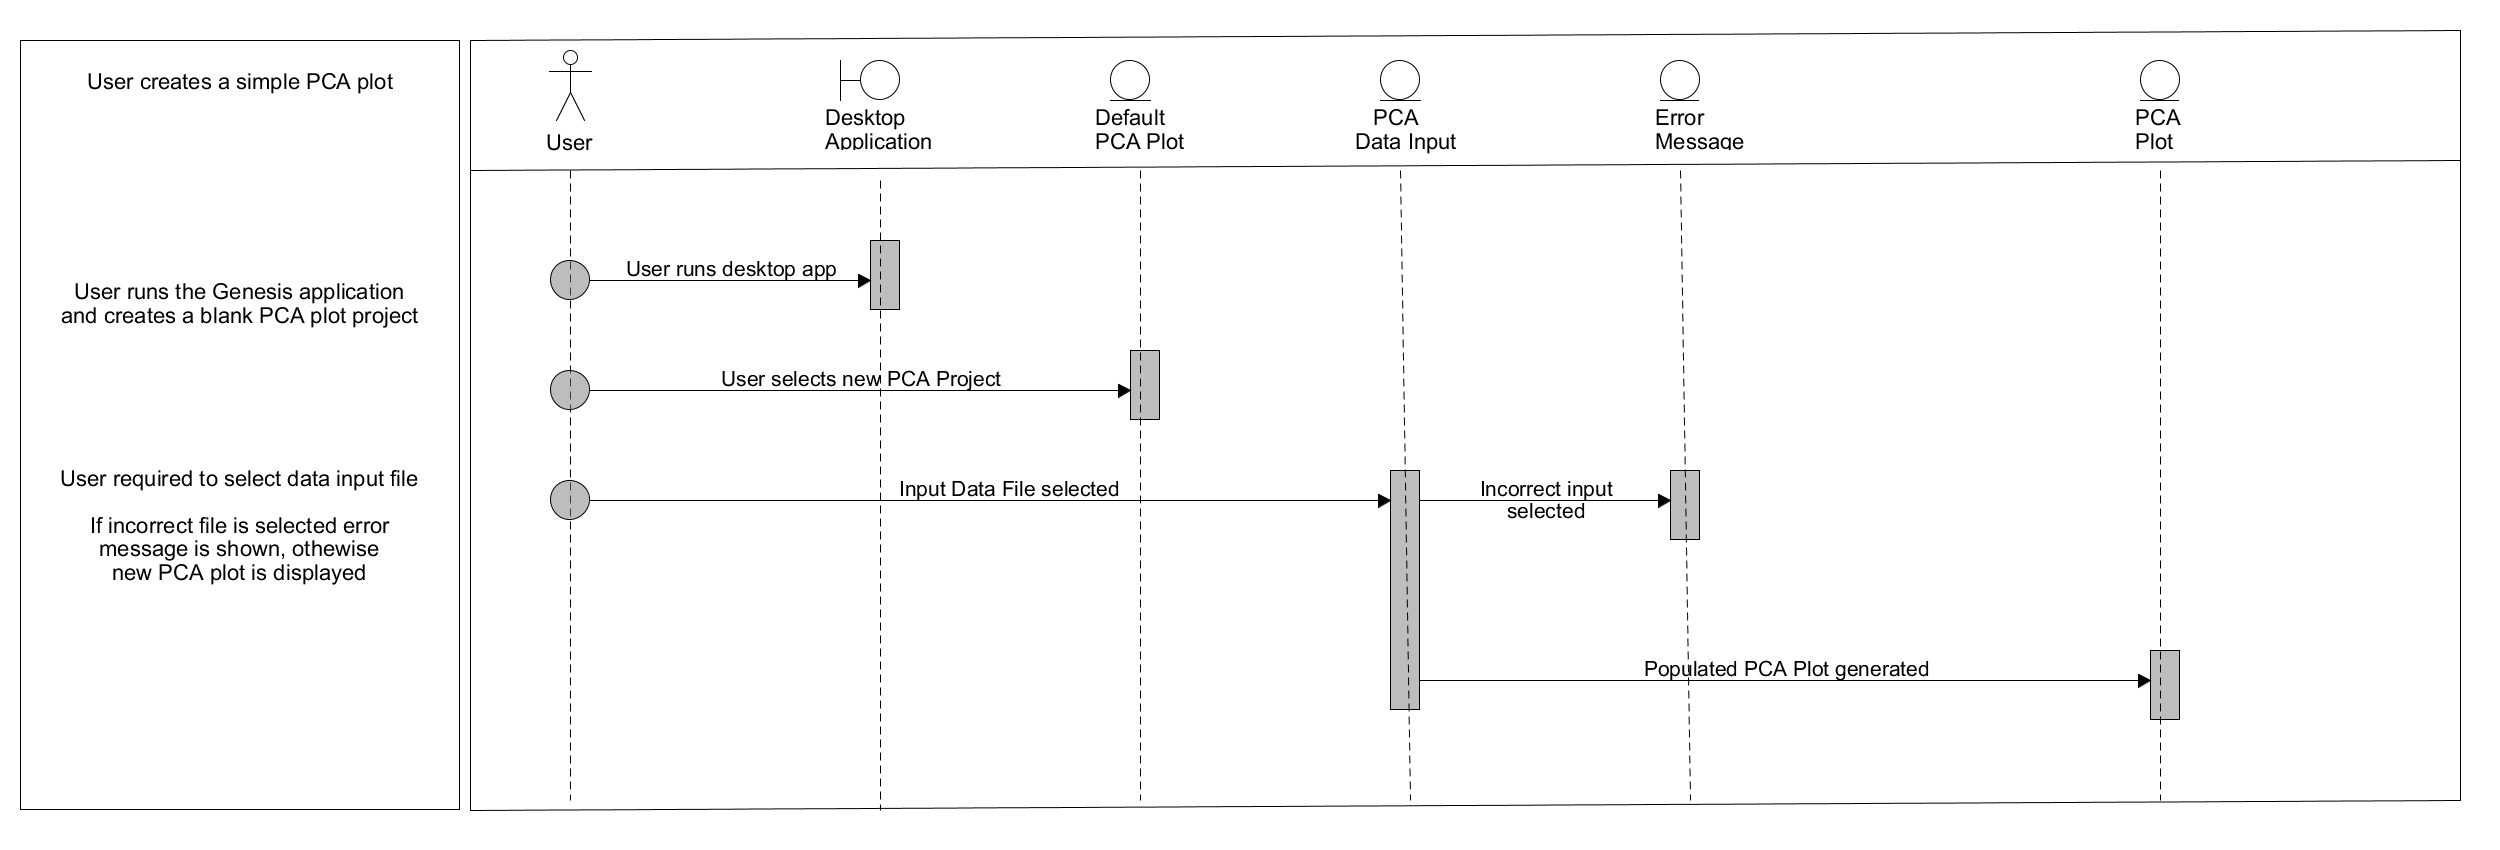 User creates a simple PCA plot
User
Desktop
Application
Default
PCA Plot
PCA
Data Input
Error
Message
PCA
Plot
User runs the Genesis application
and creates a blank PCA plot project
User runs desktop app
User selects new PCA Project
User required to select data input file
If incorrect file is selected error
message is shown, othewise
new PCA plot is displayed
Input Data File selected
Incorrect input
selected
Populated PCA Plot generated